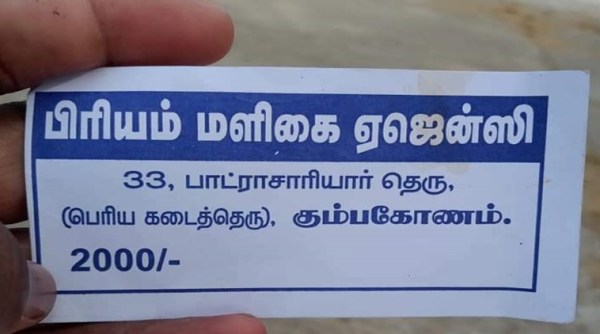 பிரியம் மளிகை ஏஜென்ஸி
33, பாட்ராசாரியார் தெரு,
(பெரிய கடைத்தெரு), கும்பகோணம்.
2000/-